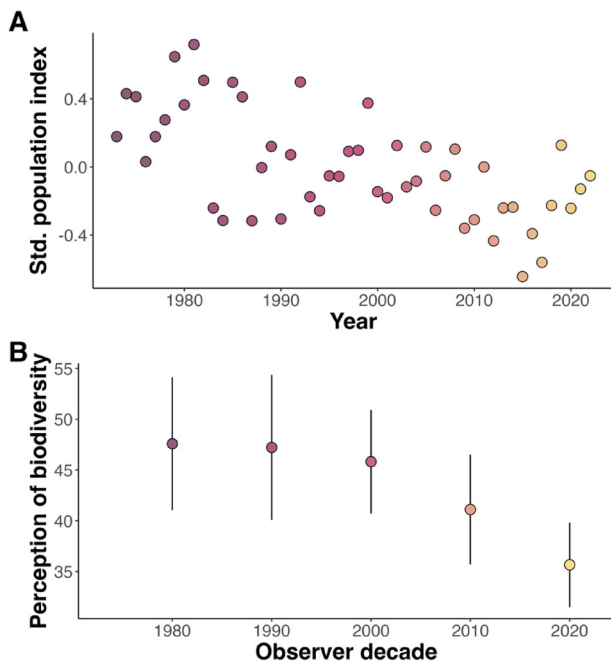 A
Std. population index
0.4
0.0
-0.4
1980 1990 2000 2010 2020
Year
B
Perception of biodiversity
55
50
45
40
35
1980 1990 2000 2010 2020
Observer decade